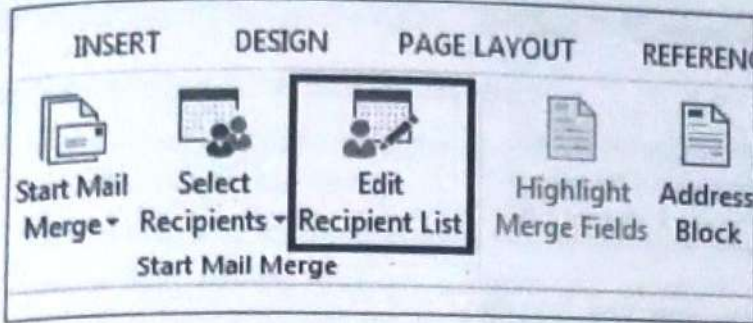 INSERT DESIGN PAGE LAYOUT
Start Mail Select Edit Highlight Address
Merge Recipients Recipient List Merge Fields Block
Start Mail Merge